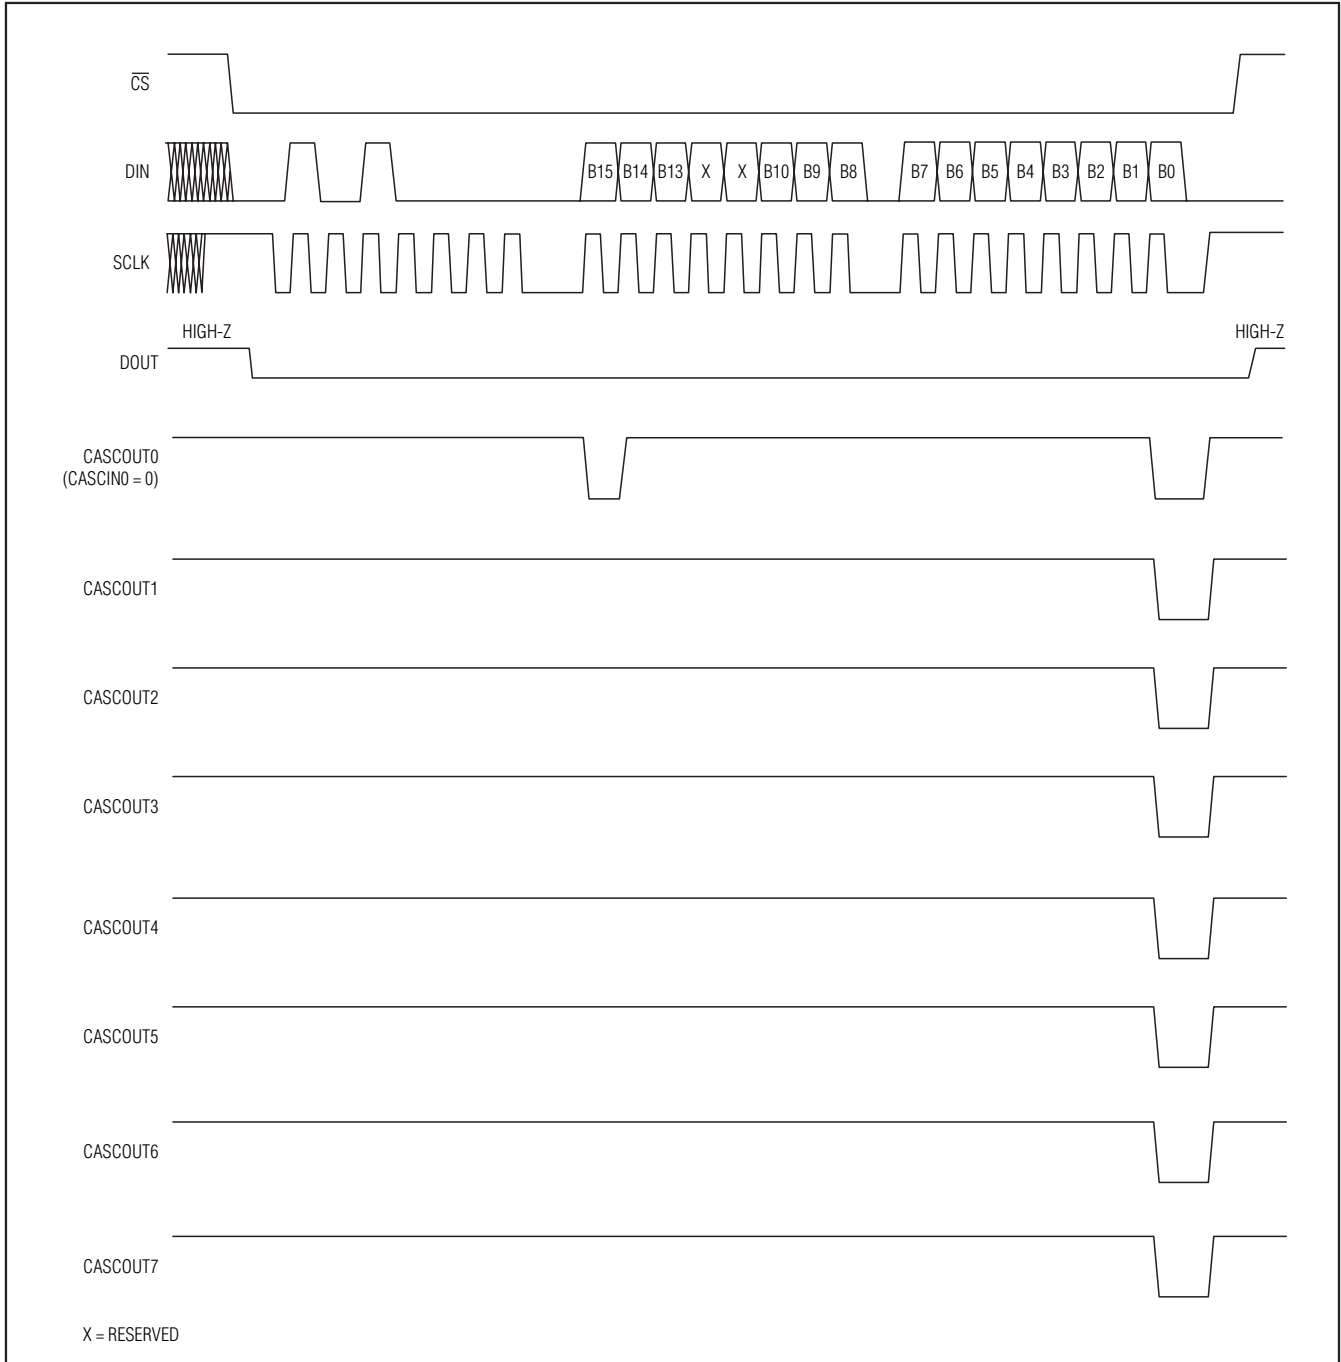 CS
DIN
B15 B14 B13 X X B10 B9 B8 B7 B6 B5 B4 B3 B2 B1 B0
SCLK
HIGH-Z HIGH-Z
DOUT
CASCOUT0
(CASCIN0 = 0)
CASCOUT1
CASCOUT2
CASCOUT3
CASCOUT4
CASCOUT5
CASCOUT6
CASCOUT7
X = RESERVED